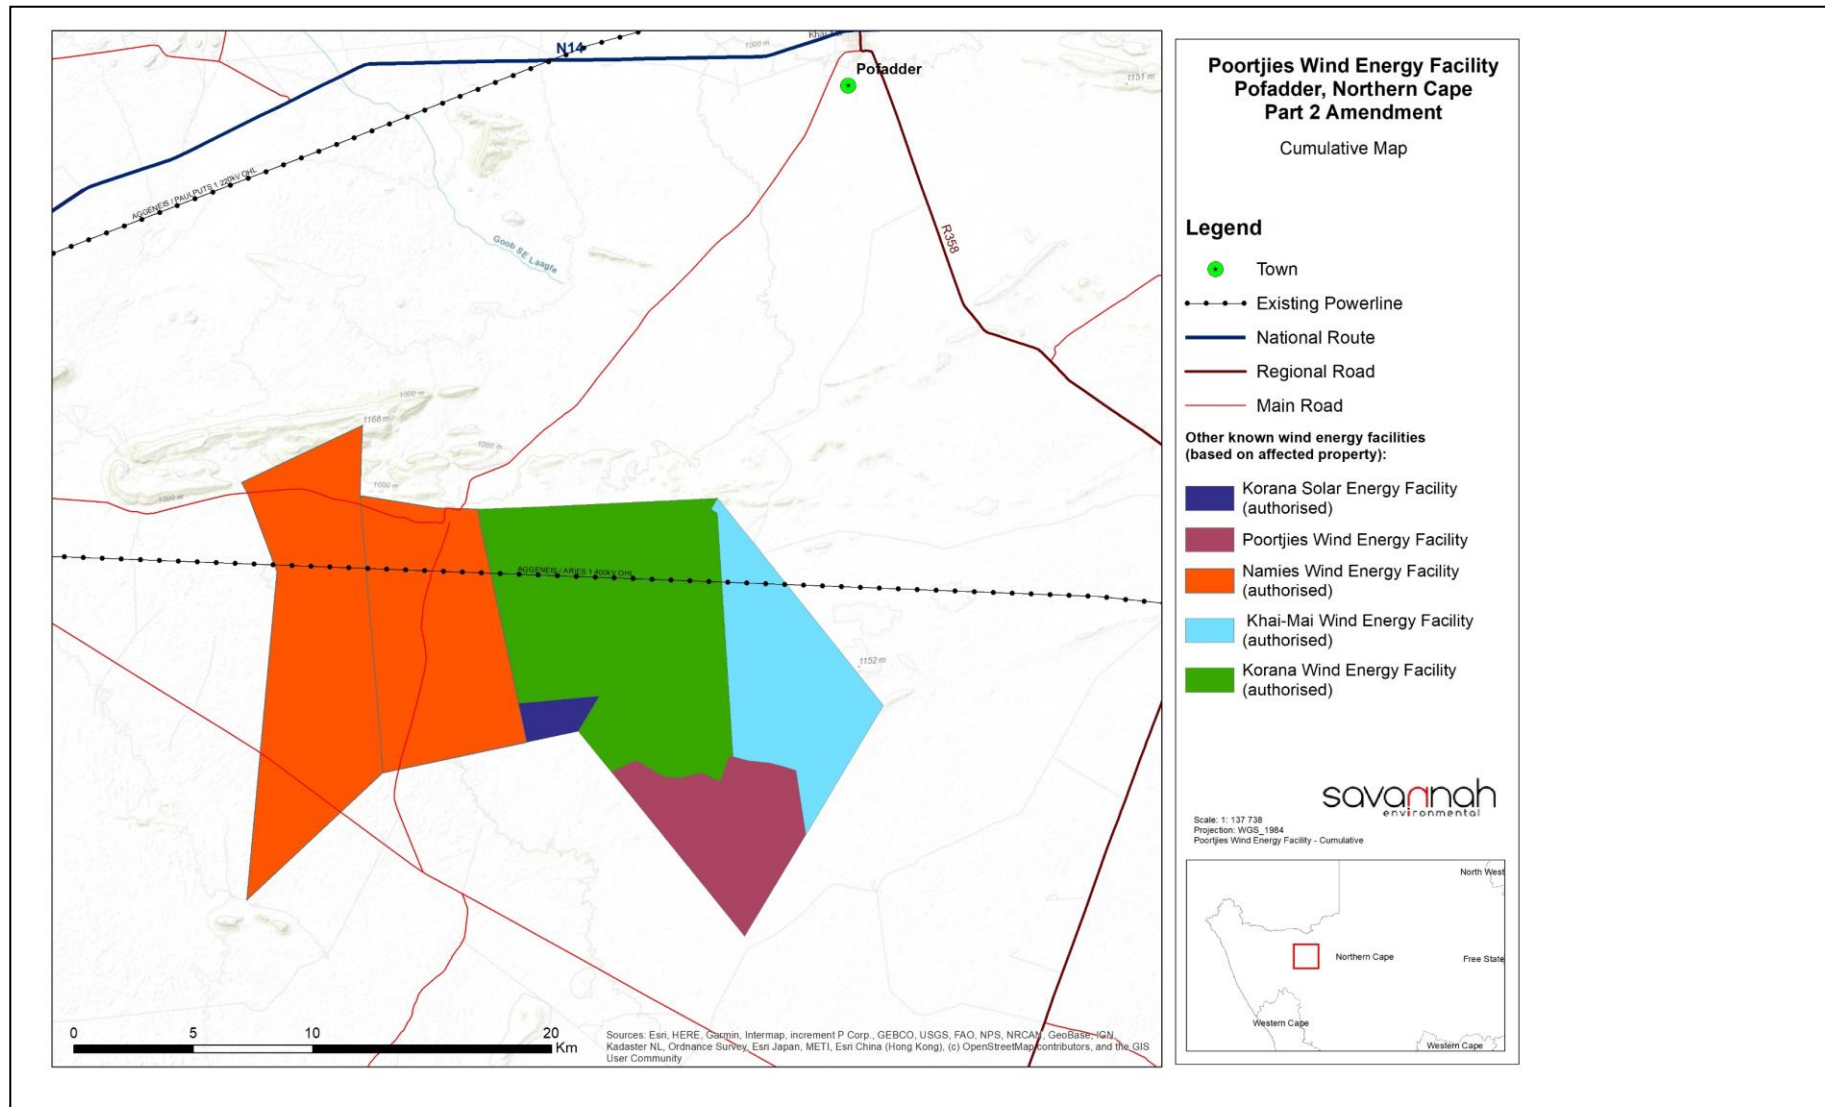 N14
Pofadder
1000 m
1151 m
AGGENEIS / PAULPUTS 1 220kV OHL
Goob SE Laagte
R358
1000 m
1168 m
1000 m
1000 m
1000 m
AGGENEIS / ARIES 1 400kV OHL
1152 m
0 5 10 20
Km
Sources: Esri, HERE, Garmin, Intermap, increment P Corp., GEBCO, USGS, FAO, NPS, NRCAN, GeoBase, IGN,
Kadaster NL, Ordnance Survey, Esri Japan, METI, Esri China (Hong Kong), (c) OpenStreetMap contributors, and the GIS
User Community
Poortjies Wind Energy Facility
Pofadder, Northern Cape
Part 2 Amendment
Cumulative Map
Legend
Town
Existing Powerline
National Route
Regional Road
Main Road
Other known wind energy facilities
(based on affected property):
Korana Solar Energy Facility
(authorised)
Poortjies Wind Energy Facility
Namies Wind Energy Facility
(authorised)
Khai-Mai Wind Energy Facility
(authorised)
Korana Wind Energy Facility
(authorised)
savannah
environmental
Scale: 1: 137 738
Projection: WGS_1984
Poortjies Wind Energy Facility - Cumulative
North West
Northern Cape
Free State
Western Cape
Western Cape